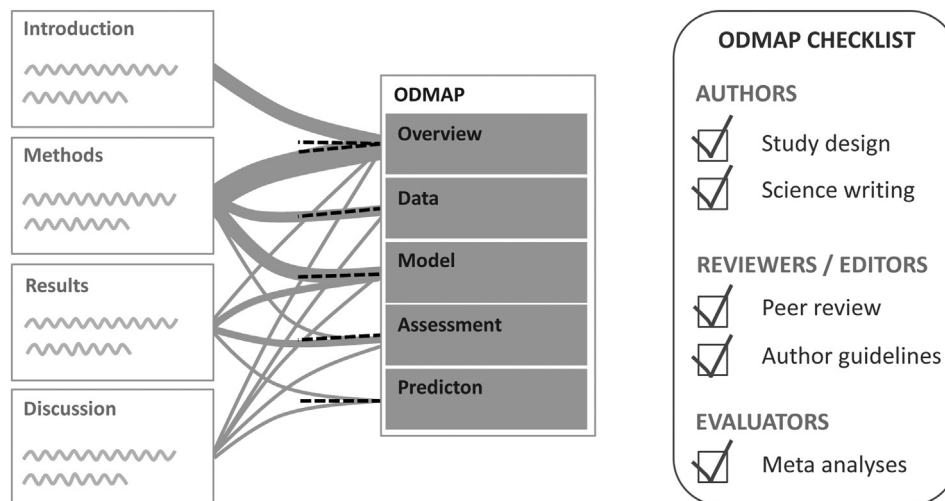 Introduction
Methods
Results
Discussion
ODMAP
Overview
Data
Model
Assessment
Predicton
ODMAP CHECKLIST
AUTHORS
Study design
Science writing
REVIEWERS / EDITORS
Peer review
Author guidelines
EVALUATORS
Meta analyses